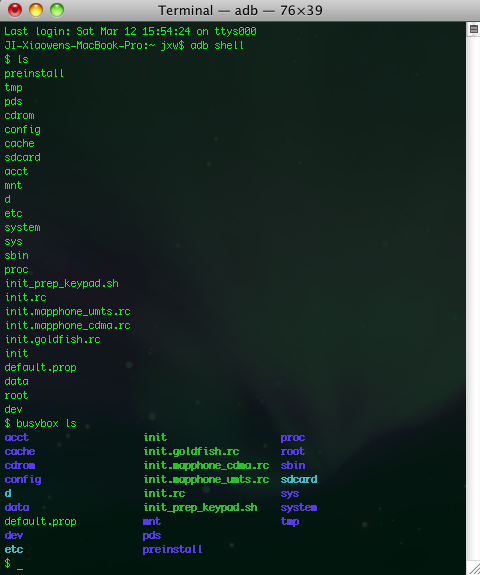 Terminal — adb — 76×39
Last login: Sat Mar 12 15:54:24 on ttys000
JI-Xiaowens-MacBook-Pro:~ jxw$ adb shell
$ ls
preinstall
tmp
pds
cdrom
config
cache
sdcard
acct
mnt
d
etc
system
sys
sbin
proc
init_prep_keypad.sh
init.rc
init.mapphone_umts.rc
init.mapphone_cdma.rc
init.goldfish.rc
init
default.prop
data
root
dev
$ busybox ls
acct init proc
cache init.goldfish.rc root
cdrom init.mapphone_cdma.rc sbin
config init.mapphone_umts.rc sdcard
d init.rc sys
data init_prep_keypad.sh system
default.prop mnt tmp
dev pds
etc preinstall
$ _